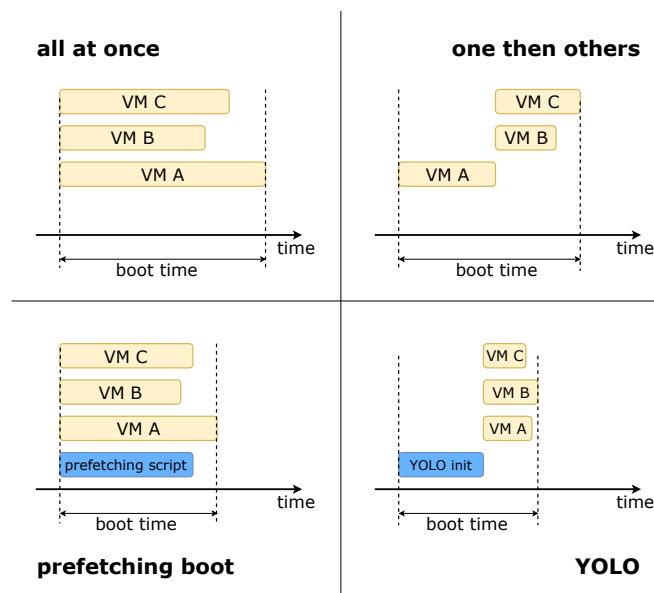 all at once
VM C
VM B
VM A
time
boot time
one then others
VM C
VM B
VM A
time
boot time
VM C
VM B
VM A
prefetching script
time
boot time
prefetching boot
VM C
VM B
VM A
YOLO init
time
boot time
YOLO